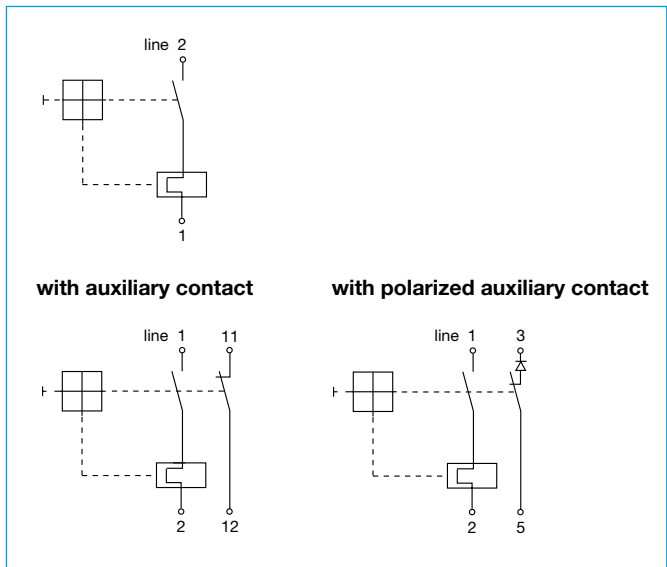 line 2
1
with auxiliary contact
with polarized auxiliary contact
line 1 11
line 1 3
2 12
2 5